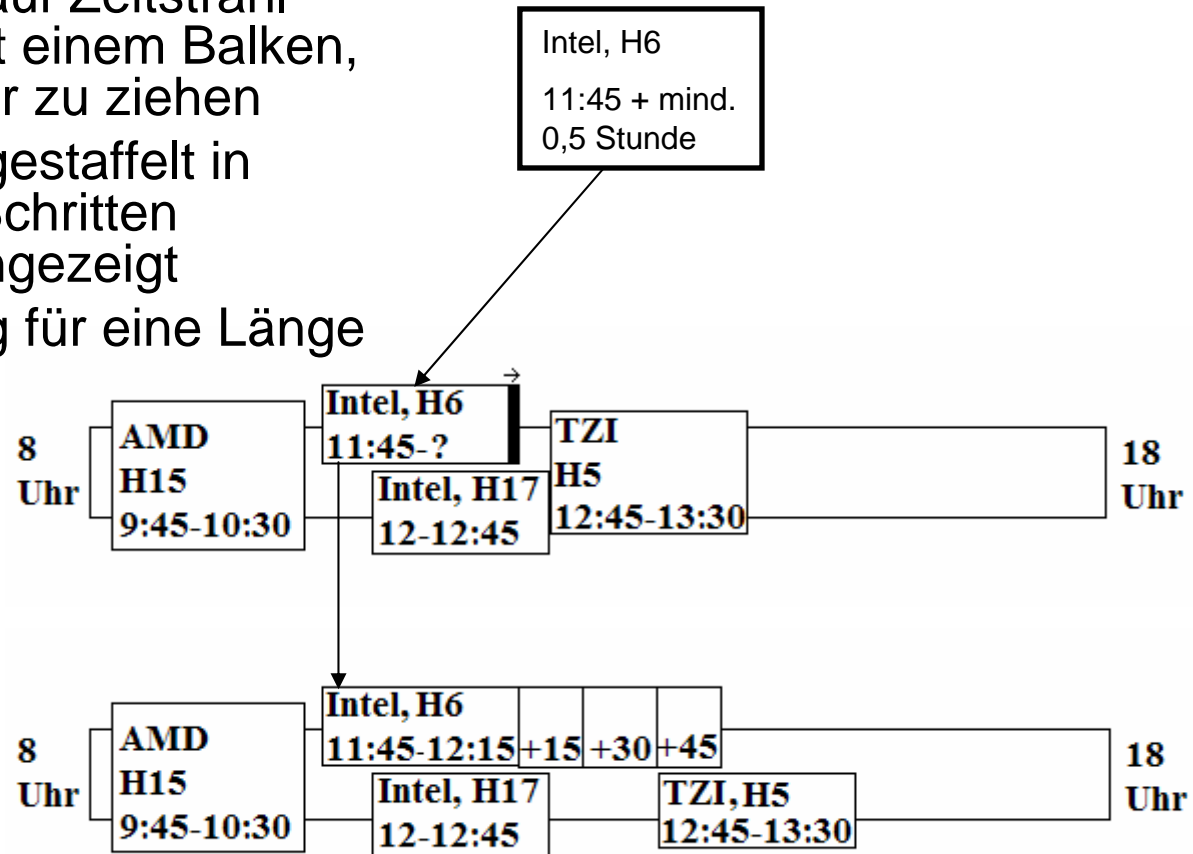 auf Zeitstrahl
t einem Balken,
r zu ziehen
gestaffelt in
Schritten
ngezeigt
g für eine Länge
Intel, H6
11:45 + mind.
0,5 Stunde
8
Uhr
AMD
H15
9:45-10:30
Intel, H6
11:45-?
Intel, H17
12-12:45
TZI
H5
12:45-13:30
18
Uhr
8
Uhr
AMD
H15
9:45-10:30
Intel, H6
11:45-12:15 +15 +30 +45
Intel, H17
12-12:45
TZI, H5
12:45-13:30
18
Uhr